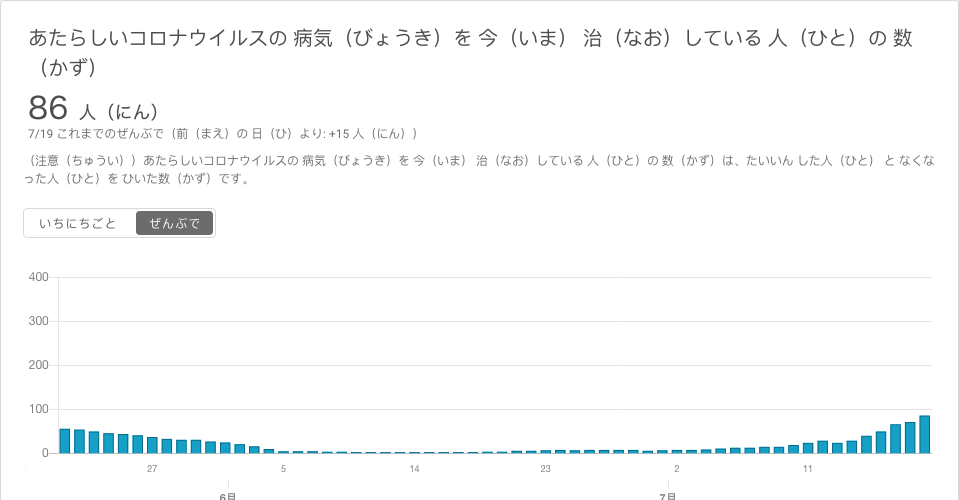 あたらしいコロナウイルスの 病気（びょうき）を 今（いま） 治（なお）している 人（ひと）の 数
（かず）
86 人（にん）
7/19 これまでのぜんぶで（前（まえ）の 日（ひ）より: +15 人（にん））
（注意（ちゅうい））あたらしいコロナウイルスの 病気（びょうき）を 今（いま） 治（なお）している 人（ひと）の 数（かず）は、たいいん した人（ひと） と なくな
った人（ひと）を ひいた数（かず）です。
いちにちごと ぜんぶで
400
300
200
100
0
27 5 14 23 2 11
6月 7月